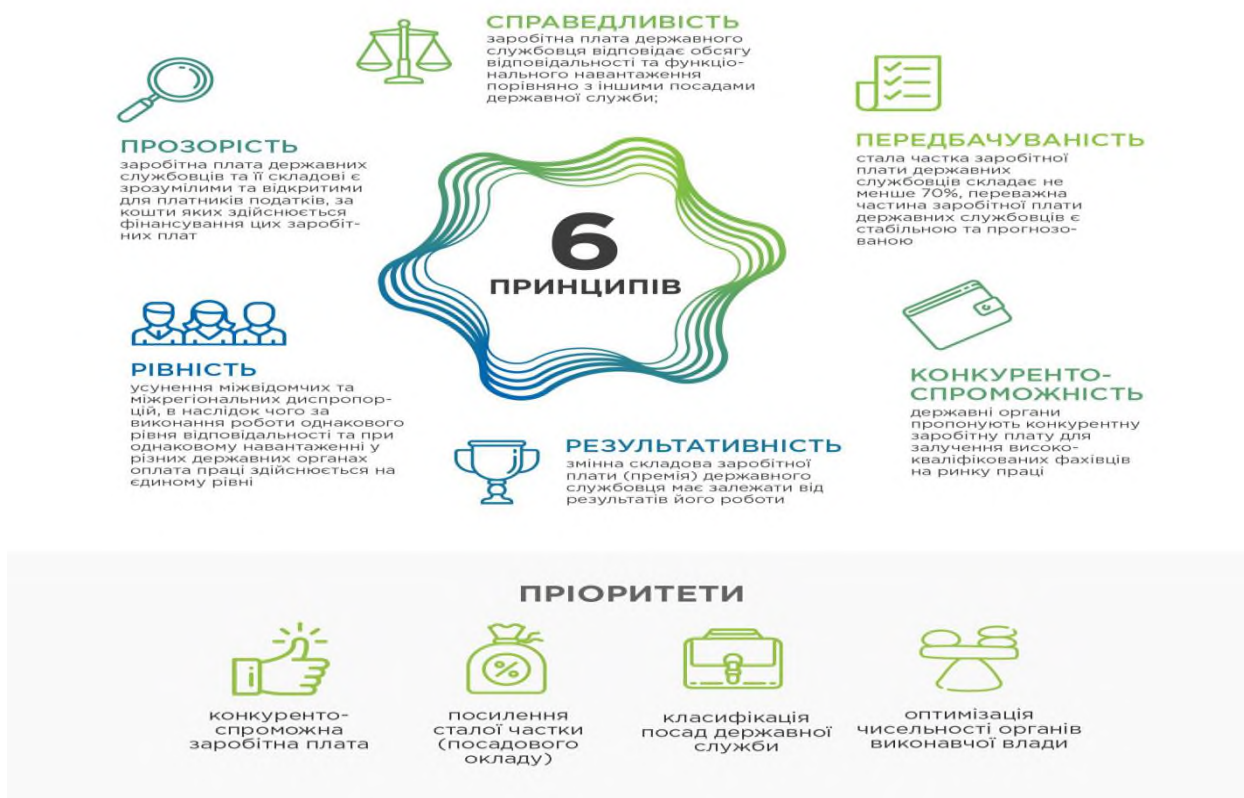 СПРАВЕДЛИВІСТЬ
заробітна плата державного
службовця відповідає обсягу
відповідальності та функціо-
нального навантаження
порівняно з іншими посадами
державної служби;
ПРОЗОРІСТЬ
заробітна плата державних
службовців та її складові є
зрозумілими та відкритими
для платників податків, за
кошти яких здійснюється
фінансування цих заробіт-
них плат
ПЕРЕДБАЧУВАНІСТЬ
стала частка заробітної
плати державних
службовців складає не
менше 70%, переважна
частина заробітної плати
державних службовців є
стабільною та прогнозо-
ваною
6
ПРИНЦИПІВ
РІВНІСТЬ
усунення міжвідомчих та
міжрегіональних диспропор-
цій, в наслідок чого за
виконання роботи однакового
рівня відповідальності та при
однаковому навантаженні у
різних державних органах
оплата праці здійснюється на
єдиному рівні
РЕЗУЛЬТАТИВНІСТЬ
змінна складова заробітної
плати (премія) державного
службовця має залежати від
результатів його роботи
КОНКУРЕНТО-
СПРОМОЖНІСТЬ
державні органи
пропонують конкурентну
заробітну плату для
залучення високо-
кваліфікованих фахівців
на ринку праці
ПРІОРИТЕТИ
конкуренто-
спроможна
заробітна плата
посилення
сталої частки
(посадового
окладу)
класифікація
посад державної
служби
оптимізація
чисельності органів
виконавчої влади